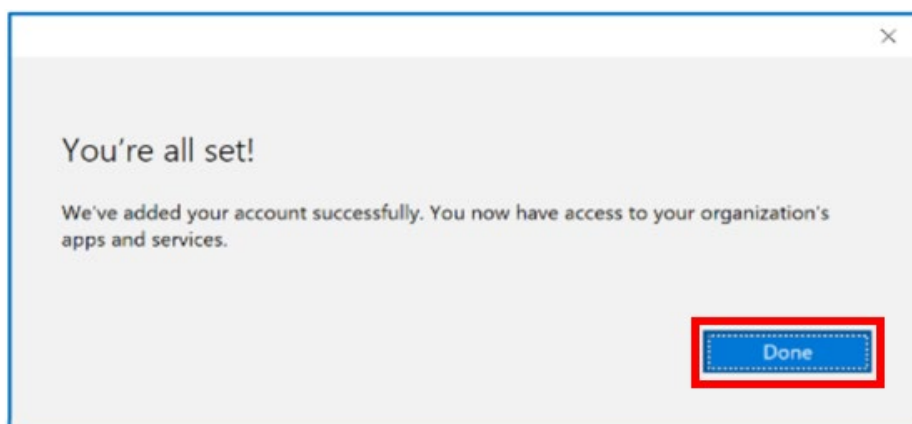 You're all set!
We've added your account successfully. You now have access to your organization's
apps and services.
Done